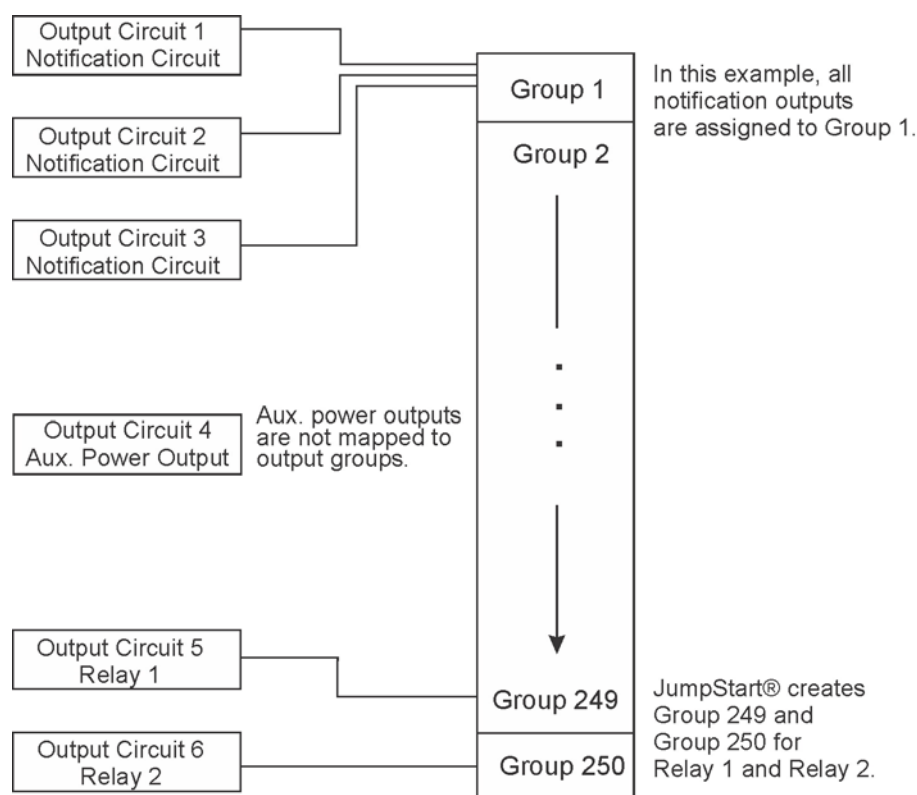 Output Circuit 1
Notification Circuit
Group 1
In this example, all
notification outputs
are assigned to Group 1.
Output Circuit 2
Notification Circuit
Group 2
Output Circuit 3
Notification Circuit
Output Circuit 4
Aux. Power Output
Aux. power outputs
are not mapped to
output groups.
Output Circuit 5
Relay 1
Group 249
JumpStart® creates
Group 249 and
Group 250 for
Relay 1 and Relay 2.
Output Circuit 6
Relay 2
Group 250